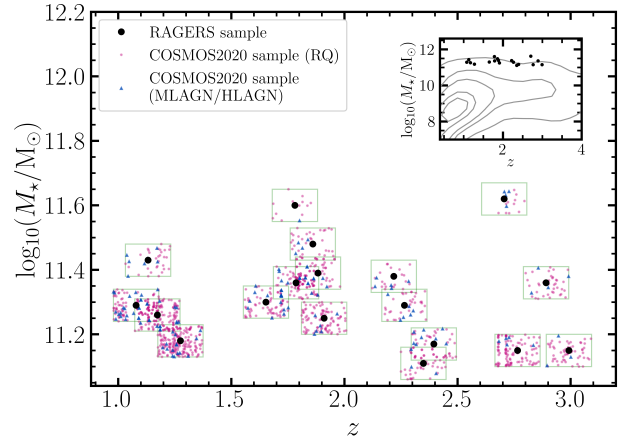 RAGERS sample
COSMOS2020 sample (RQ)
COSMOS2020 sample
(MLAGN/HLAGN)
12.2
12.0
11.8
11.6
11.4
11.2
log₁₀(M⋆/M⊙)
1.0 1.5 2.0 2.5 3.0
z
12
10
8
log₁₀(M⋆/M⊙)
2 4
z